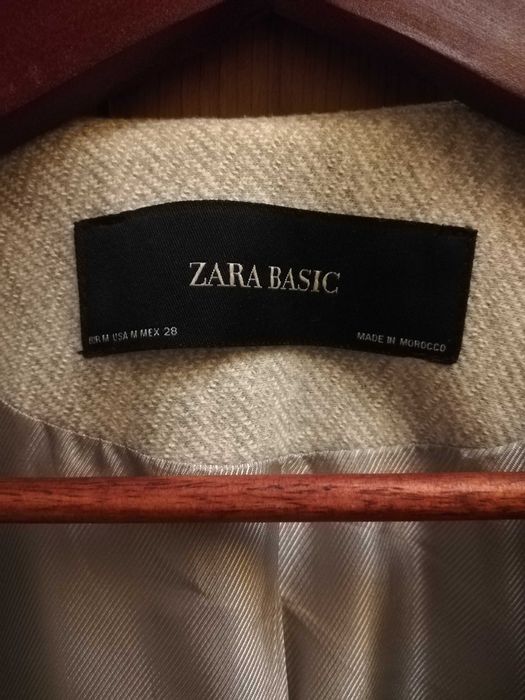 ZARA BASIC
EUR M USA M MEX 28
MADE IN MOROCCO